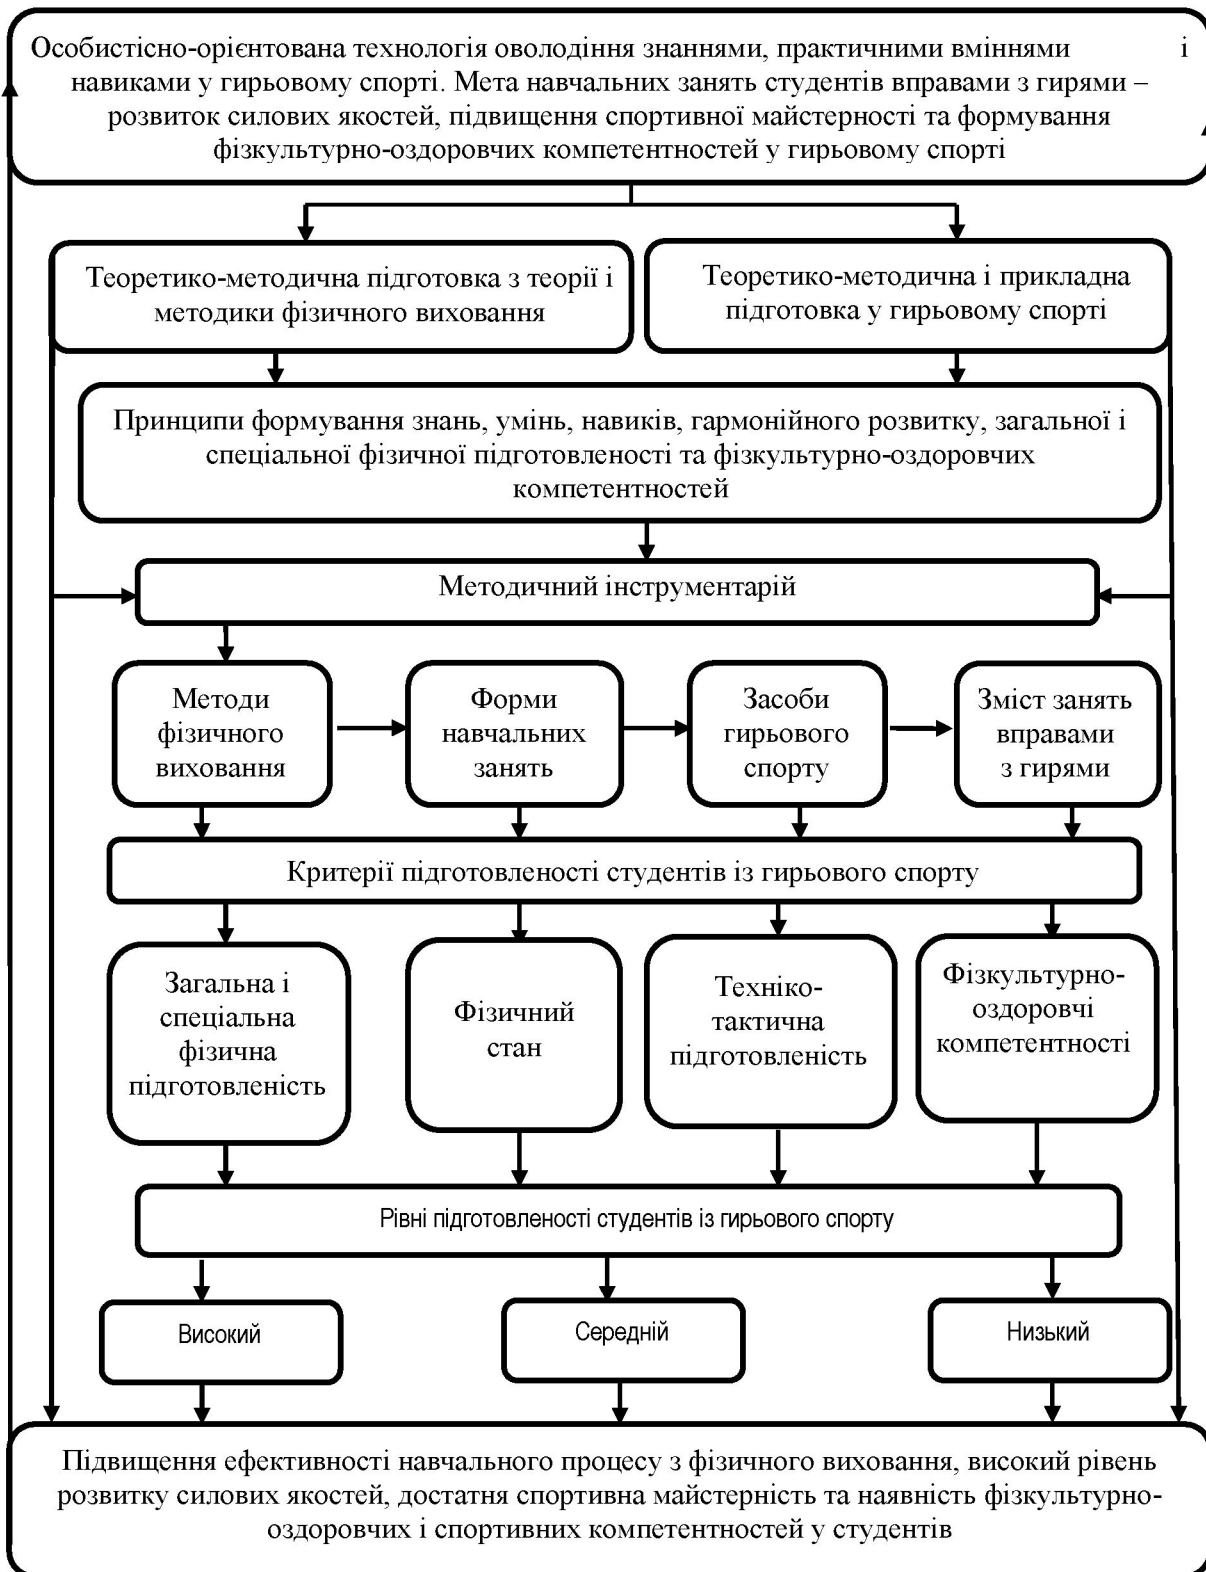 Особистісно-орієнтована технологія оволодіння знаннями, практичними вміннями і
навиками у гирьовому спорті. Мета навчальних занять студентів вправами з гирями –
розвиток силових якостей, підвищення спортивної майстерності та формування
фізкультурно-оздоровчих компетентностей у гирьовому спорті
Теоретико-методична підготовка з теорії і
методики фізичного виховання
Теоретико-методична і прикладна
підготовка у гирьовому спорті
Принципи формування знань, умінь, навиків, гармонійного розвитку, загальної і
спеціальної фізичної підготовленості та фізкультурно-оздоровчих
компетентностей
Методичний інструментарій
Методи
фізичного
виховання
Форми
навчальних
занять
Засоби
гирьового
спорту
Зміст занять
вправами
з гирями
Критерії підготовленості студентів із гирьового спорту
Загальна і
спеціальна
фізична
підготовленість
Фізичний
стан
Техніко-
тактична
підготовленість
Фізкультурно-
оздоровчі
компетентності
Рівні підготовленості студентів із гирьового спорту
Високий
Середній
Низький
Підвищення ефективності навчального процесу з фізичного виховання, високий рівень
розвитку силових якостей, достатня спортивна майстерність та наявність фізкультурно-
оздоровчих і спортивних компетентностей у студентів